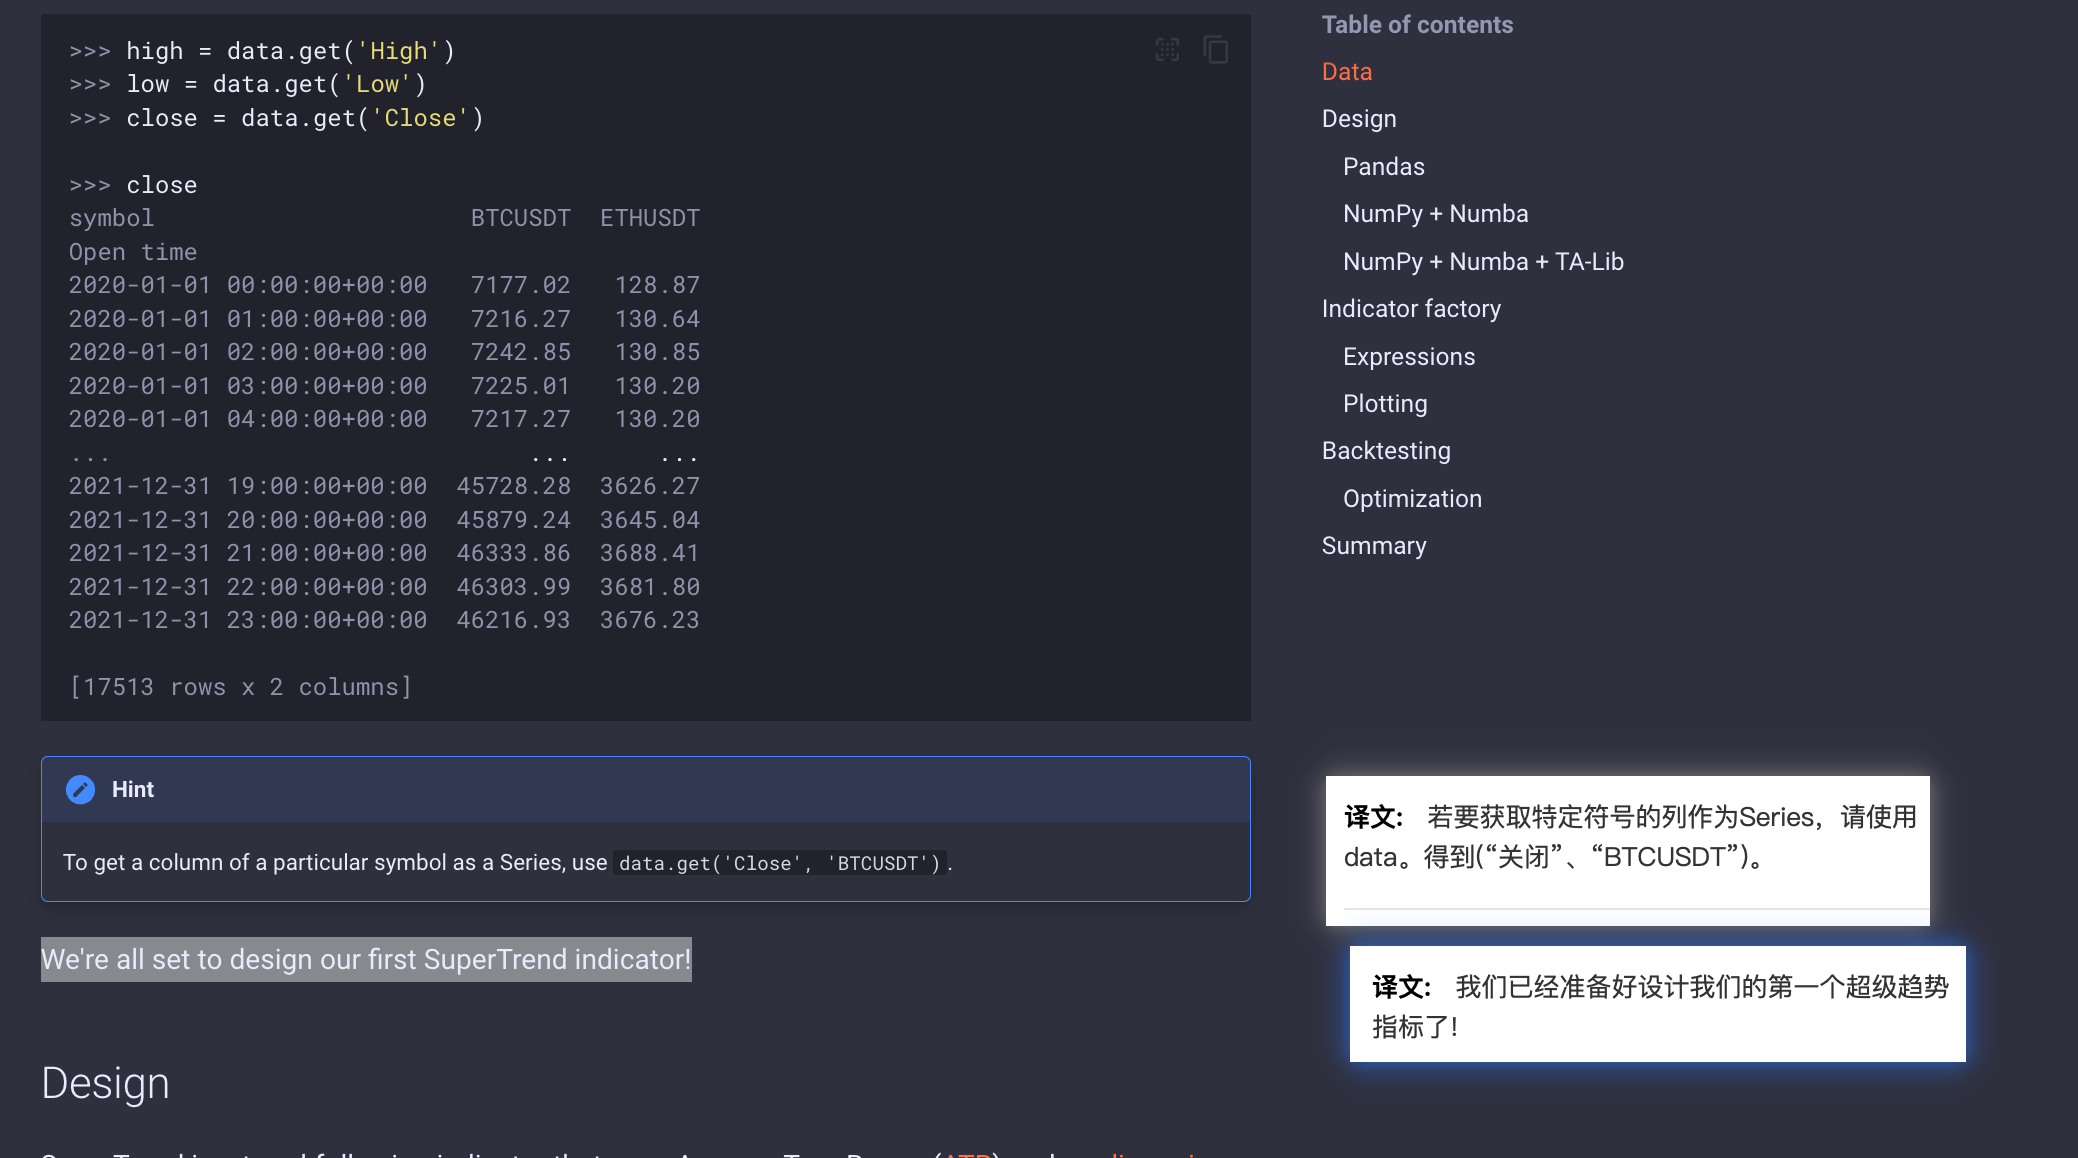 >>> high = data.get('High')
>>> low = data.get('Low')
>>> close = data.get('Close')
>>> close
symbol BTCUSDT ETHUSDT
Open time
2020-01-01 00:00:00+00:00 7177.02 128.87
2020-01-01 01:00:00+00:00 7216.27 130.64
2020-01-01 02:00:00+00:00 7242.85 130.85
2020-01-01 03:00:00+00:00 7225.01 130.20
2020-01-01 04:00:00+00:00 7217.27 130.20
... ... ...
2021-12-31 19:00:00+00:00 45728.28 3626.27
2021-12-31 20:00:00+00:00 45879.24 3645.04
2021-12-31 21:00:00+00:00 46333.86 3688.41
2021-12-31 22:00:00+00:00 46303.99 3681.80
2021-12-31 23:00:00+00:00 46216.93 3676.23
[17513 rows x 2 columns]
Hint
To get a column of a particular symbol as a Series, use data.get('Close', 'BTCUSDT').
We're all set to design our first SuperTrend indicator!
Design
Table of contents
Data
Design
Pandas
NumPy + Numba
NumPy + Numba + TA-Lib
Indicator factory
Expressions
Plotting
Backtesting
Optimization
Summary
译文: 若要获取特定符号的列作为Series，请使用
data。得到(“关闭”、“BTCUSDT”)。
译文: 我们已经准备好设计我们的第一个超级趋势
指标了!